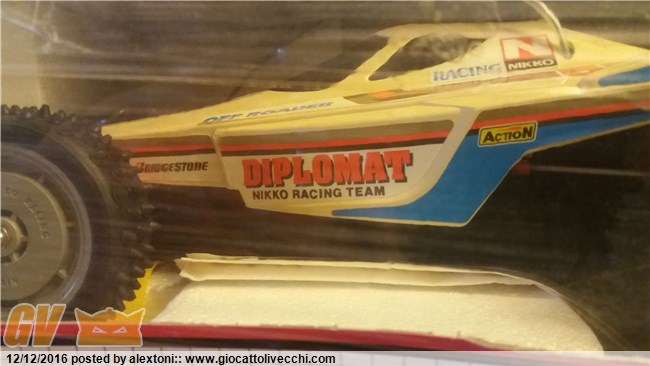 N
RACING NIKKO
OFF ROADER
ACTION
BRIDGESTONE
DIPLOMAT
NIKKO RACING TEAM
GV
12/12/2016 posted by alextoni:: www.giocattolivecchi.com